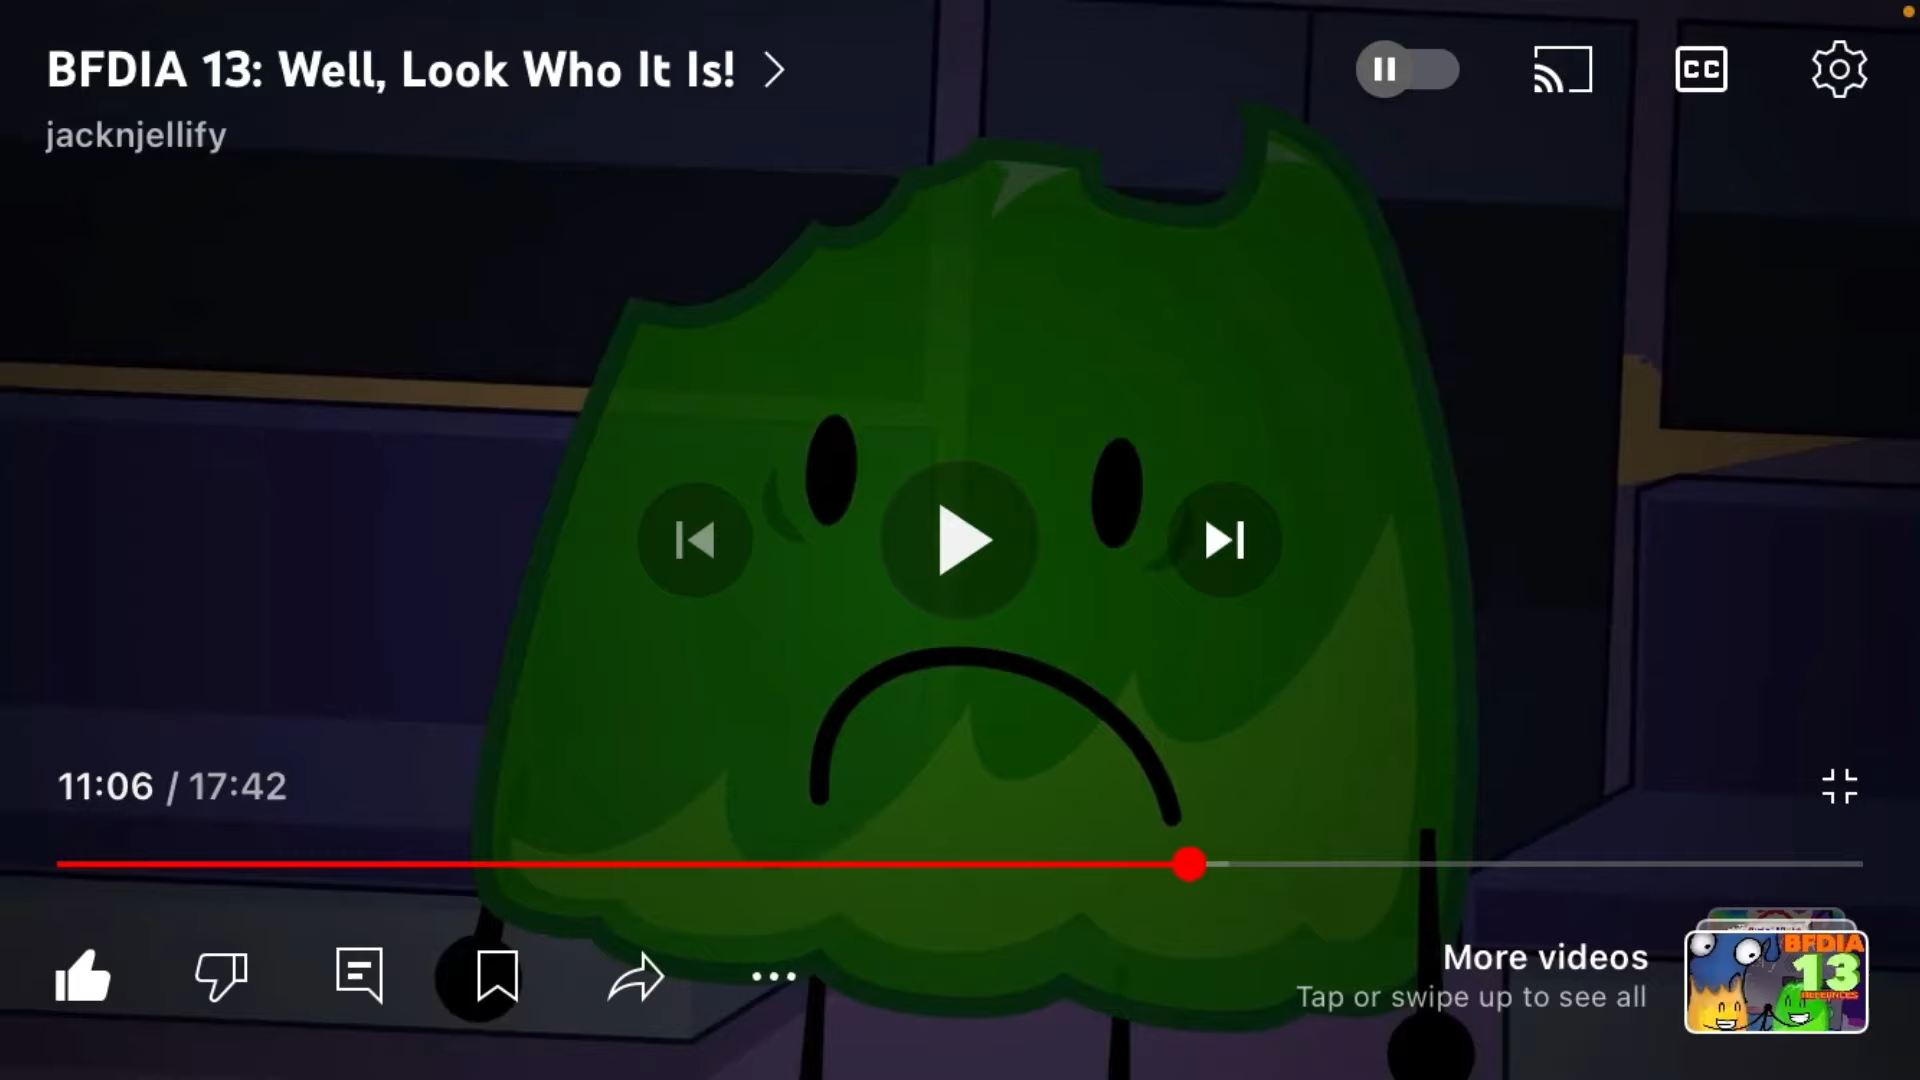 BFDIA 13: Well, Look Who It Is!
jacknjellify
CC
11:06 / 17:42
More videos
Tap or swipe up to see all
BFDIA
13